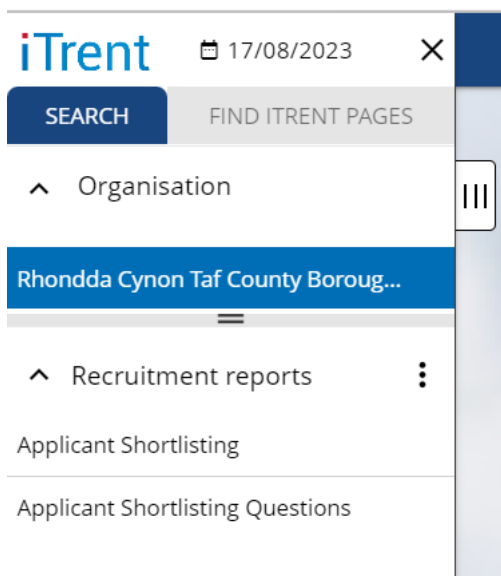 iTrent 17/08/2023
SEARCH FIND ITRENT PAGES
Organisation
Rhondda Cynon Taf County Boroug...
Recruitment reports
Applicant Shortlisting
Applicant Shortlisting Questions